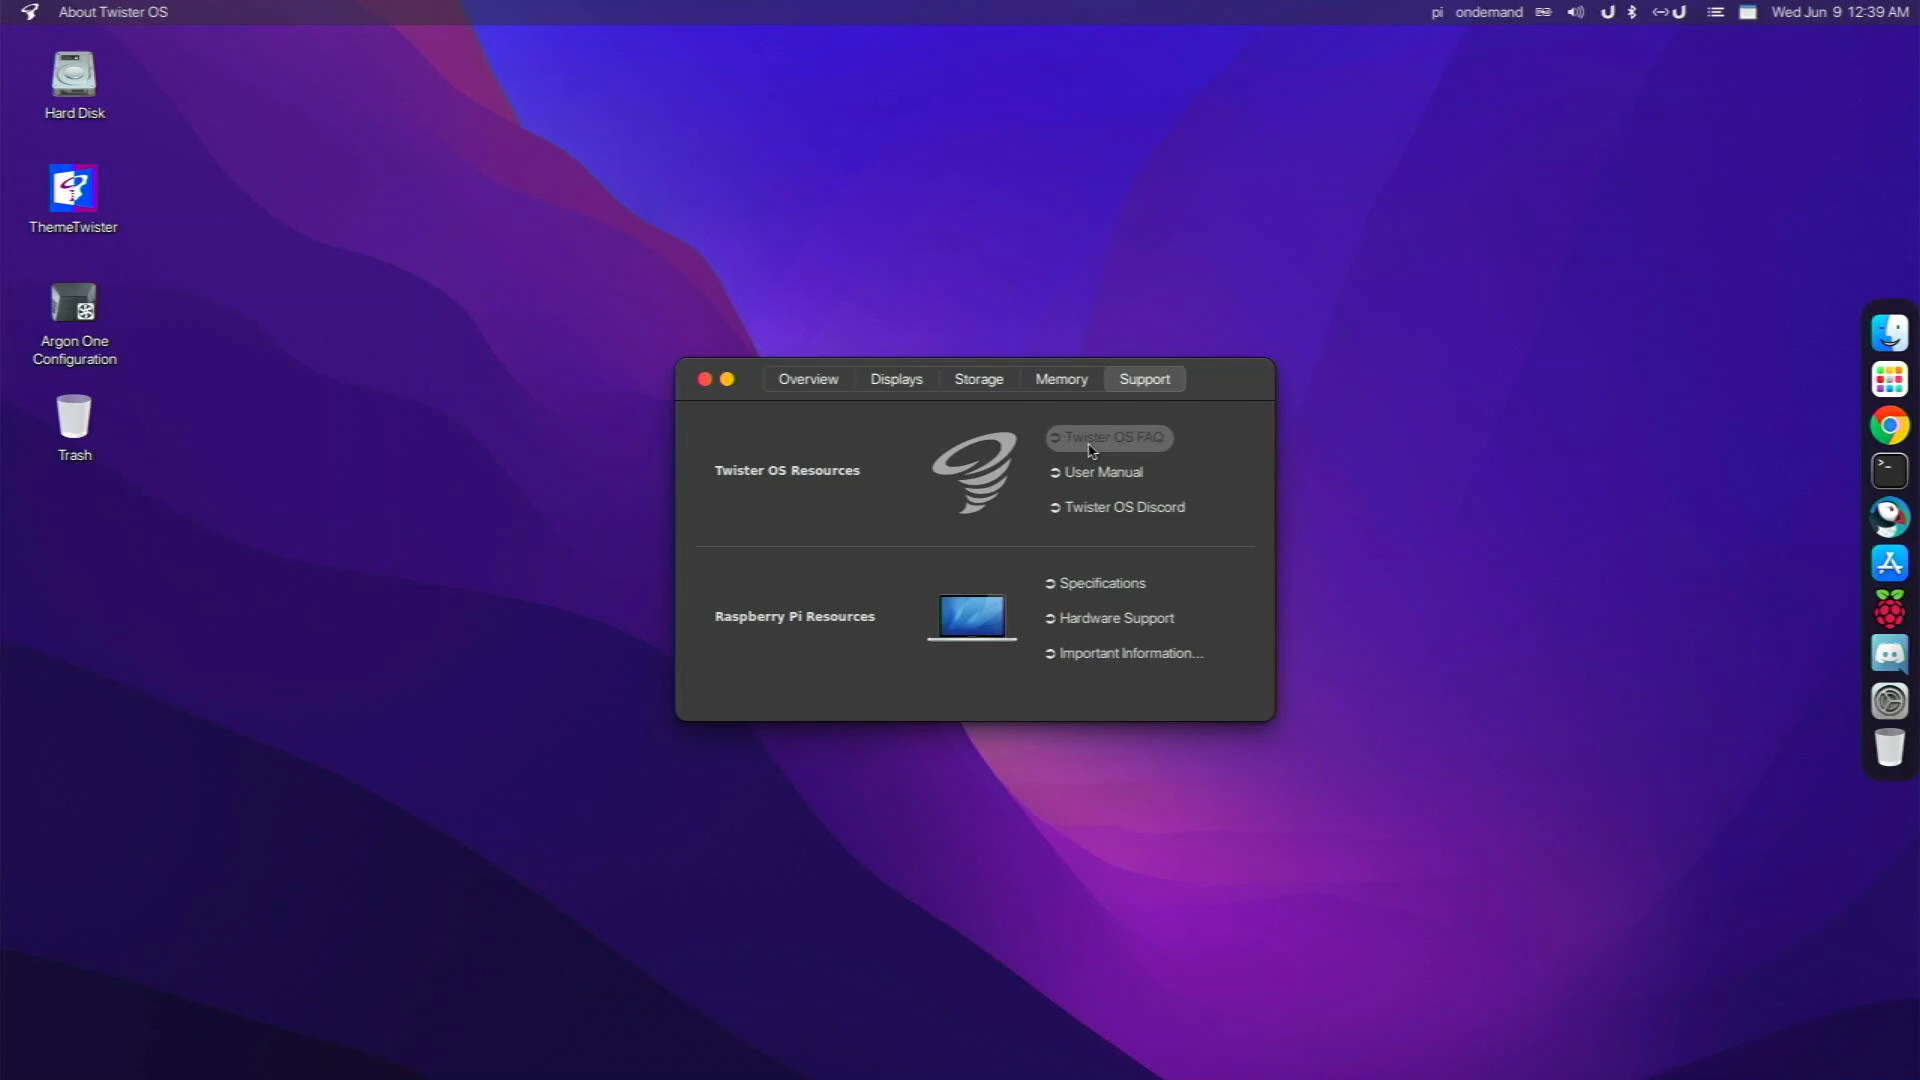 About Twister OS
pi ondemand Wed Jun 9 12:39 AM
Hard Disk
ThemeTwister
Argon One
Configuration
Trash
Overview Displays Storage Memory Support
Twister OS Resources
Twister OS FAQ
User Manual
Twister OS Discord
Raspberry Pi Resources
Specifications
Hardware Support
Important Information...